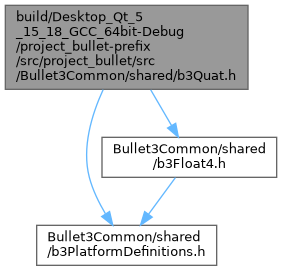 build/Desktop_Qt_5
_15_18_GCC_64bit-Debug
/project_bullet-prefix
/src/project_bullet/src
/Bullet3Common/shared/b3Quat.h
Bullet3Common/shared
/b3Float4.h
Bullet3Common/shared
/b3PlatformDefinitions.h